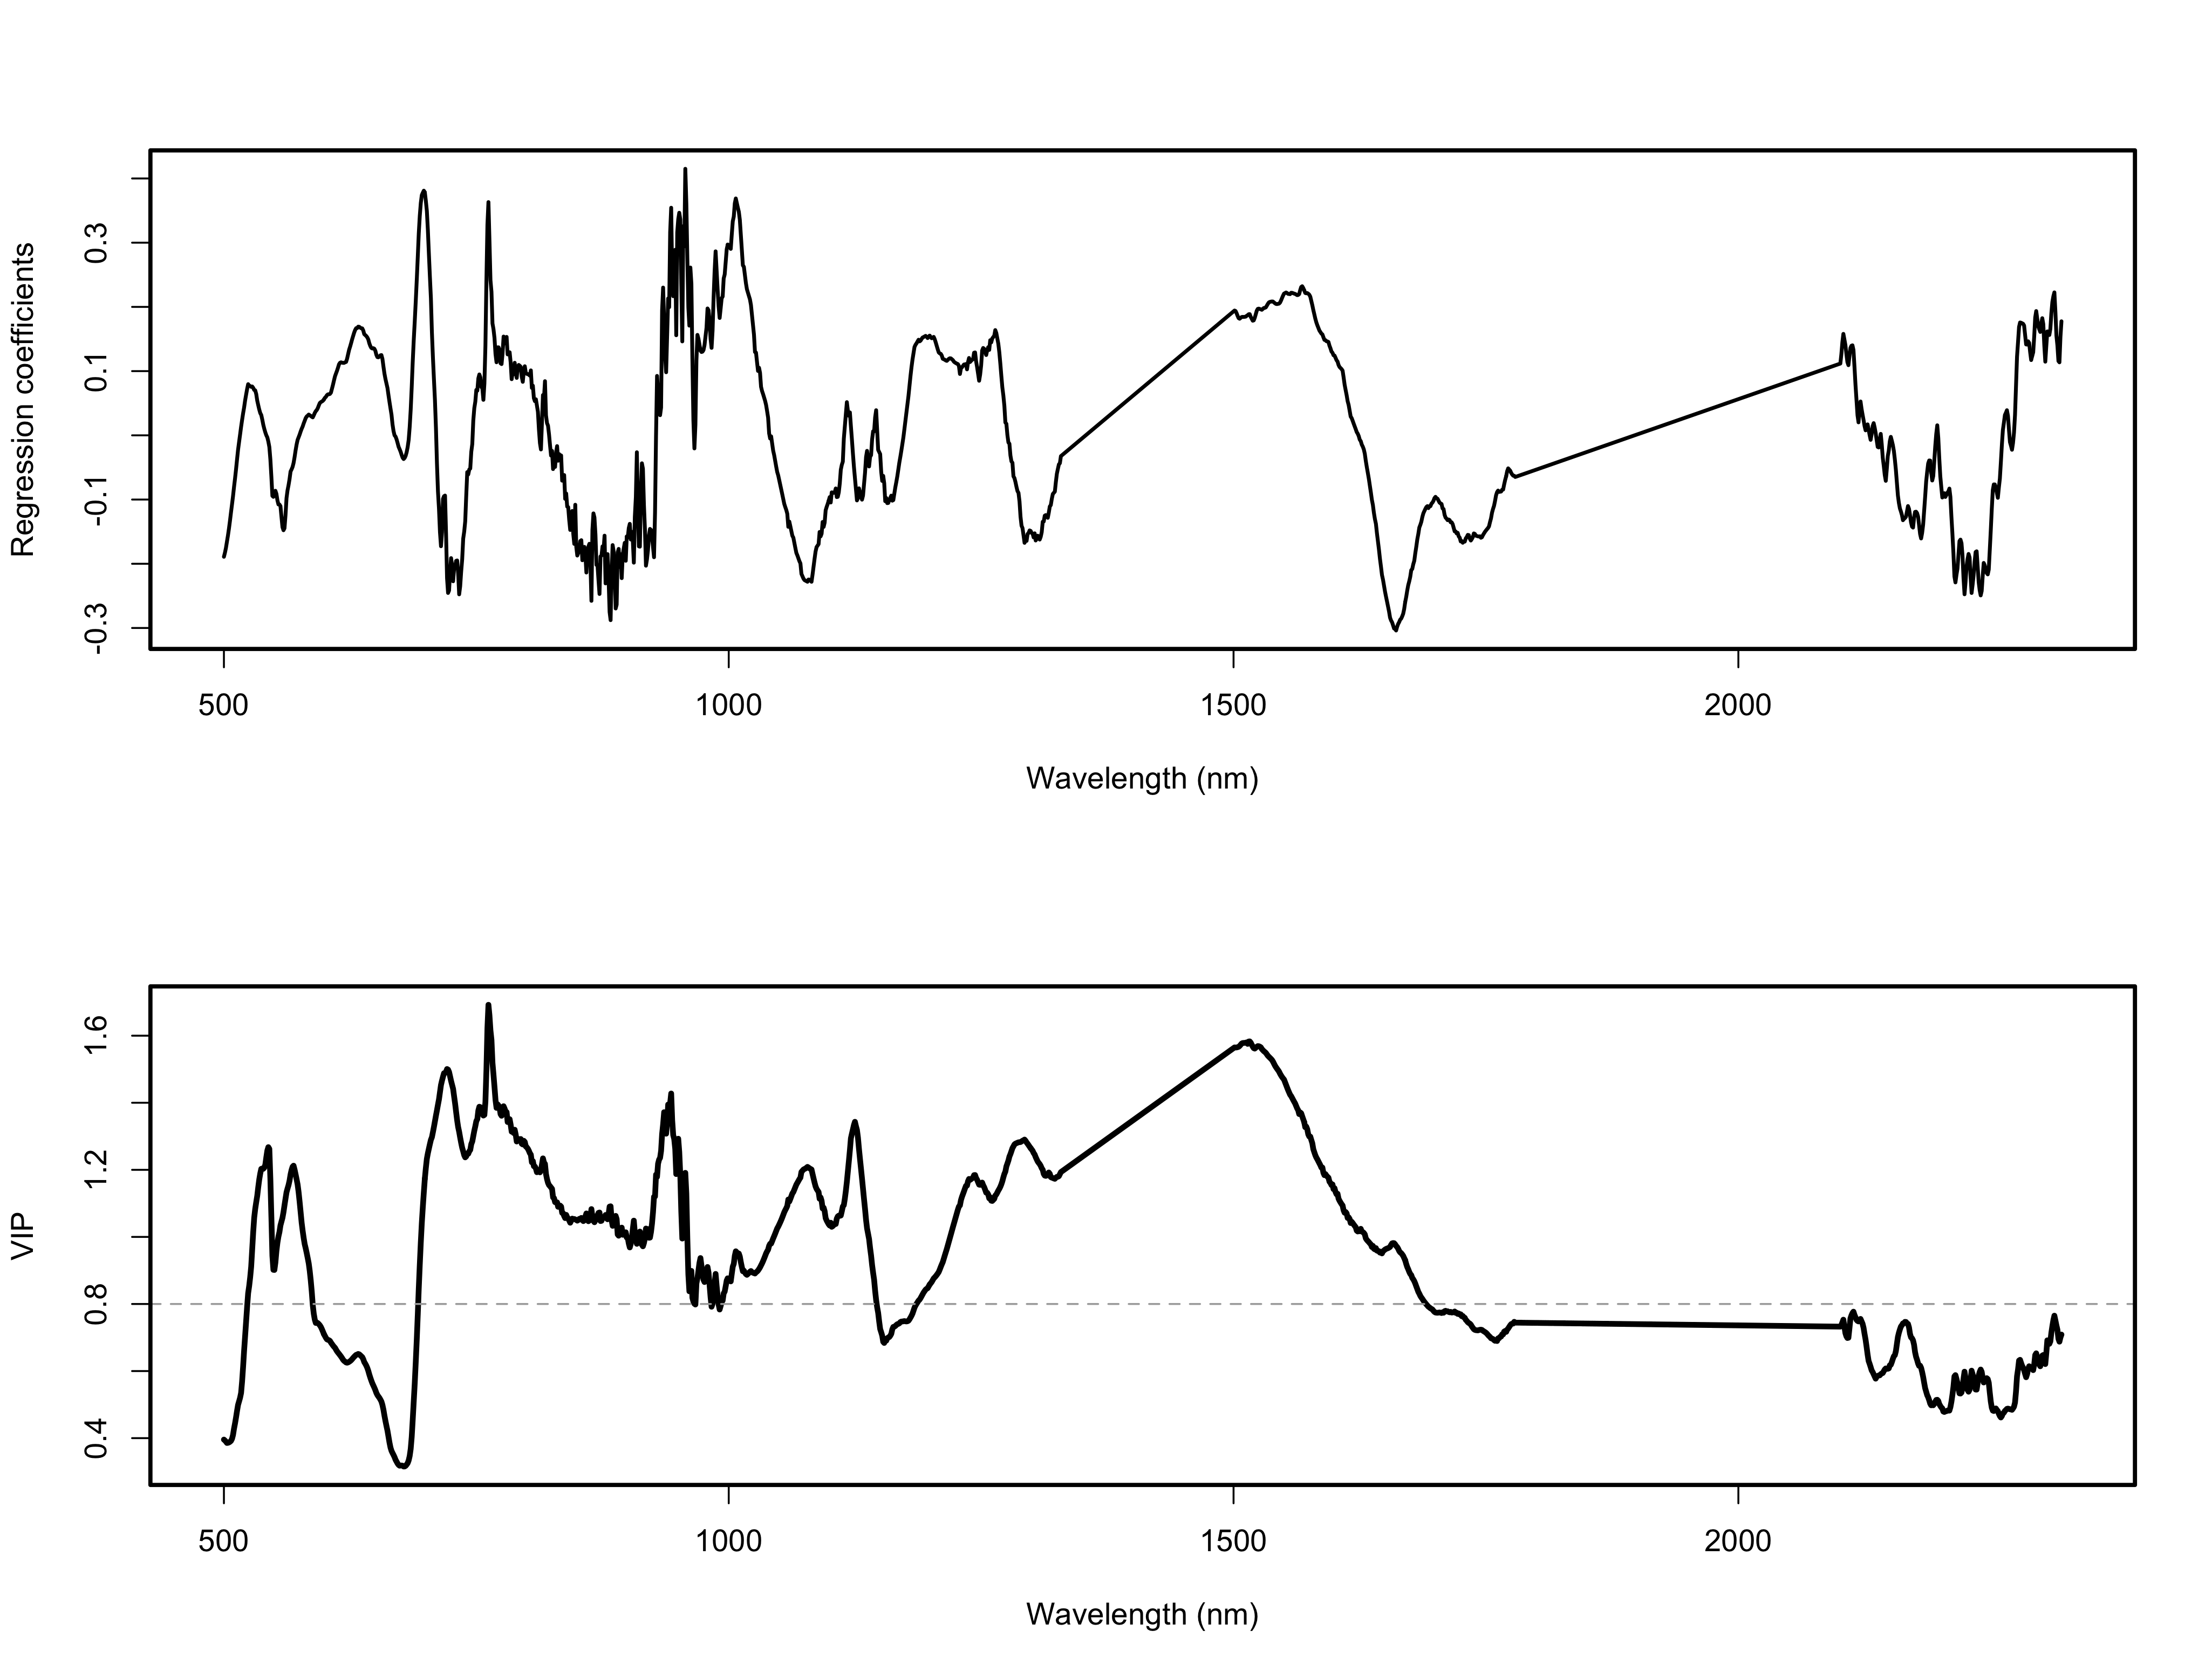 Regression coefficients
0.3
0.1
-0.1
-0.3
500 1000 1500 2000
Wavelength (nm)
VIP
1.6
1.2
0.8
0.4
500 1000 1500 2000
Wavelength (nm)